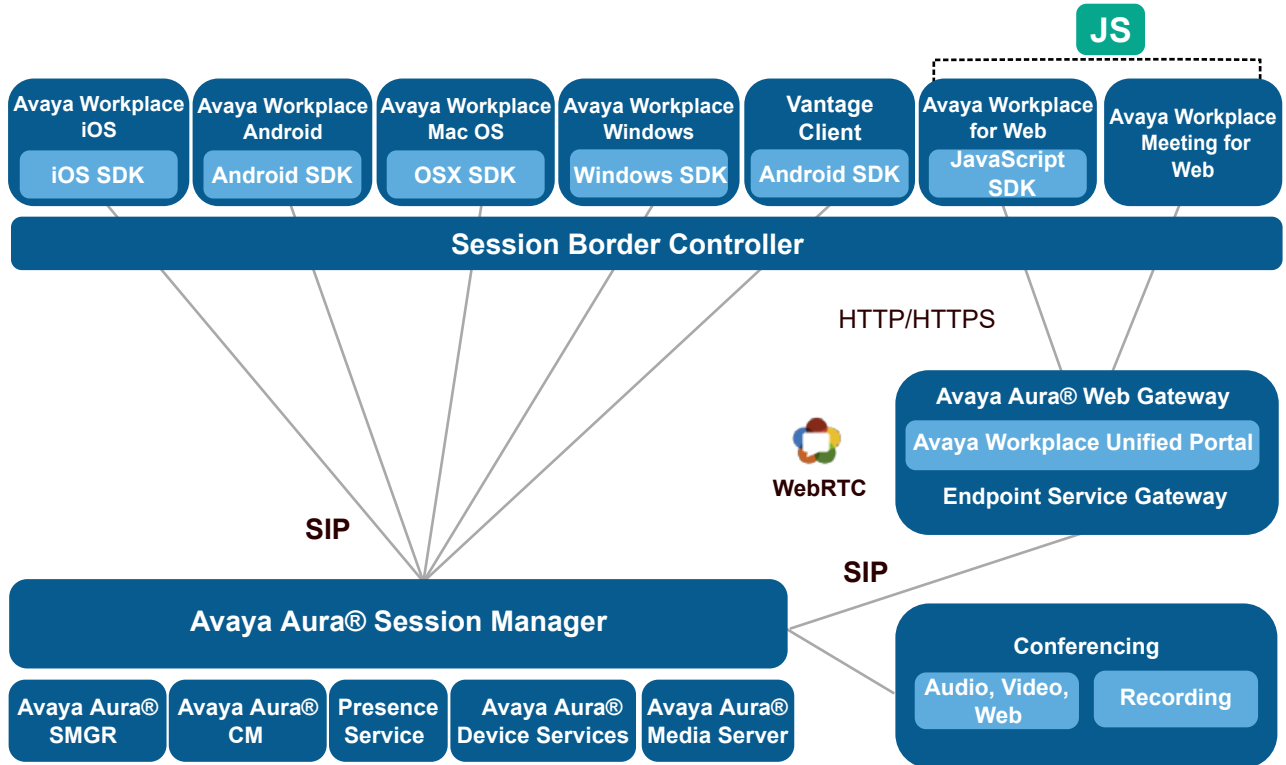 JS
Avaya Workplace
iOS
iOS SDK
Avaya Workplace
Android
Android SDK
Avaya Workplace
Mac OS
OSX SDK
Avaya Workplace
Windows
Windows SDK
Vantage
Client
Android SDK
Avaya Workplace
for Web
JavaScript
SDK
Avaya Workplace
Meeting for
Web
Session Border Controller
HTTP/HTTPS
Avaya Aura® Web Gateway
Avaya Workplace Unified Portal
Endpoint Service Gateway
WebRTC
SIP
SIP
Avaya Aura® Session Manager
Conferencing
Audio, Video,
Web
Recording
Avaya Aura®
SMGR
Avaya Aura®
CM
Presence
Service
Avaya Aura®
Device Services
Avaya Aura®
Media Server